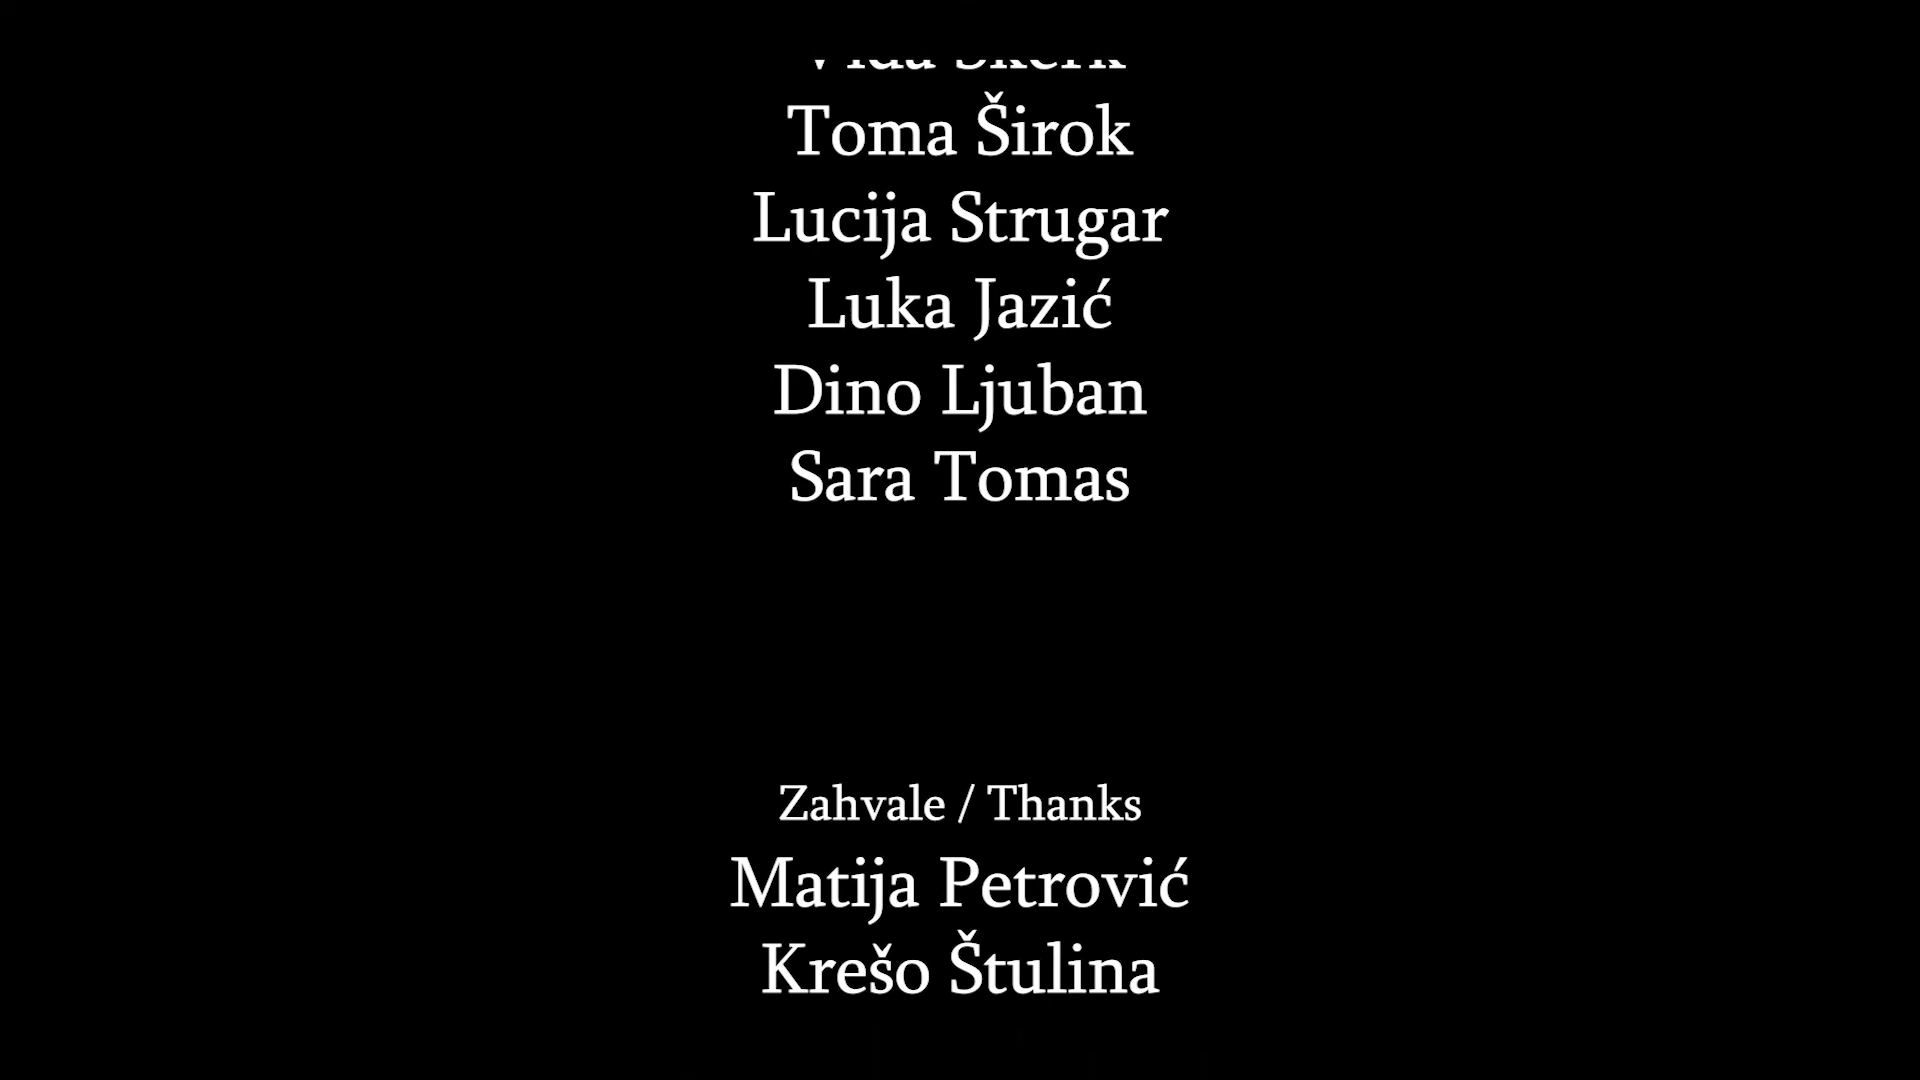 Toma Širok
Lucija Strugar
Luka Jazić
Dino Ljuban
Sara Tomas
Zahvale / Thanks
Matija Petrović
Krešo Štulina